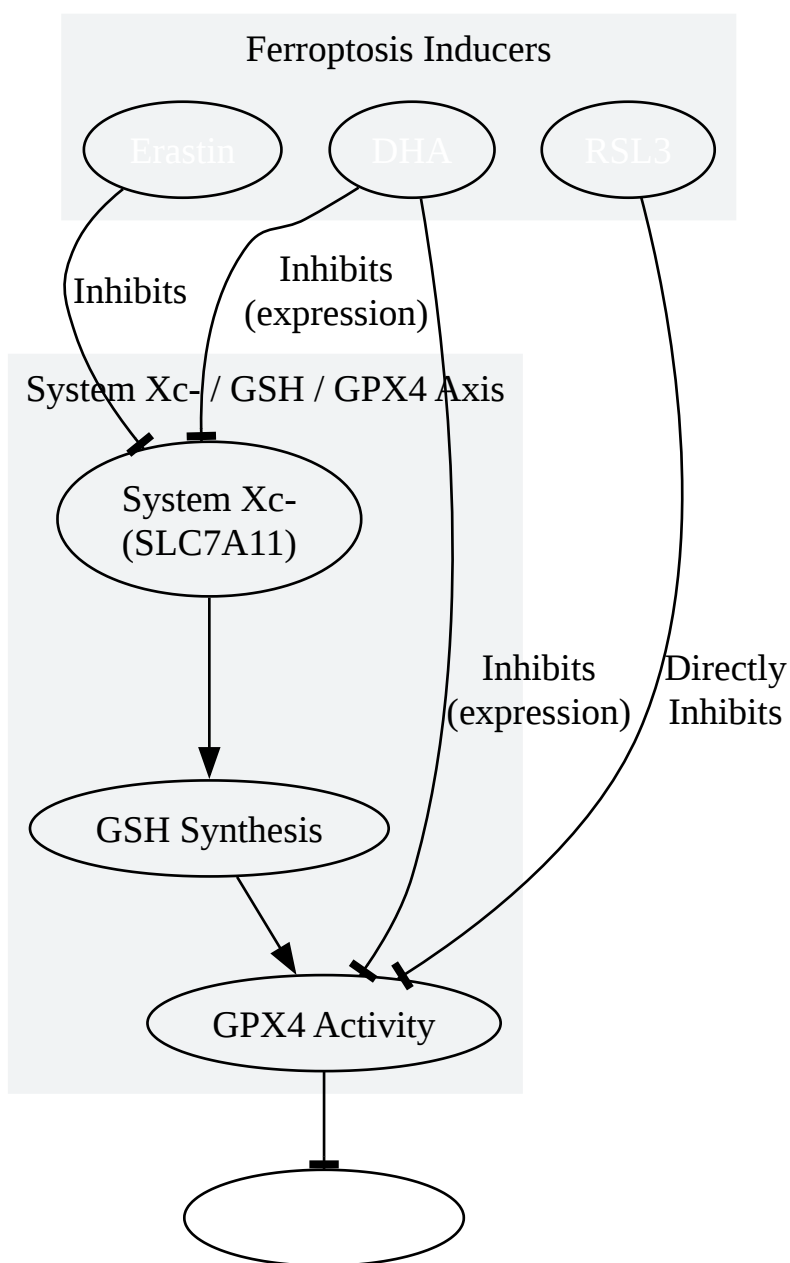 Ferroptosis Inducers
Erastin
DHA
RSL3
Inhibits
Inhibits
(expression)
System Xc- / GSH / GPX4 Axis
System Xc-
(SLC7A11)
Inhibits
(expression)
Directly
Inhibits
GSH Synthesis
GPX4 Activity